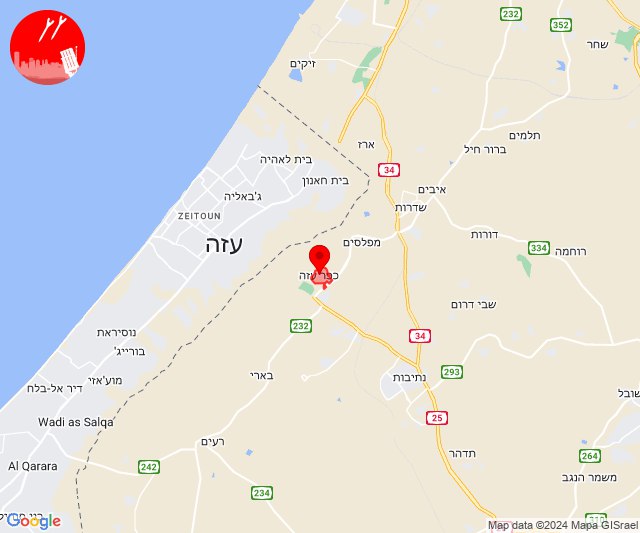 232
352
שחר
זיקים
תלמים
ארז
ברור חיל
בית לאהיה
34
בית חאנון
איבים
ג'באליה
שדרות
ZEITOUN
דורות
עזה
מפלסים
334
רוחמה
כפר עזה
שבי דרום
232
נוסיראת
34
בורייג'
293
בארי
נתיבות
מוע'אזי
דיר אל-בלח
שובל
25
Wadi as Salqa
רעים
תדהר
264
Al Qarara
242
משמר הנגב
234
310
Google
Map data ©2024 Mapa GISrael